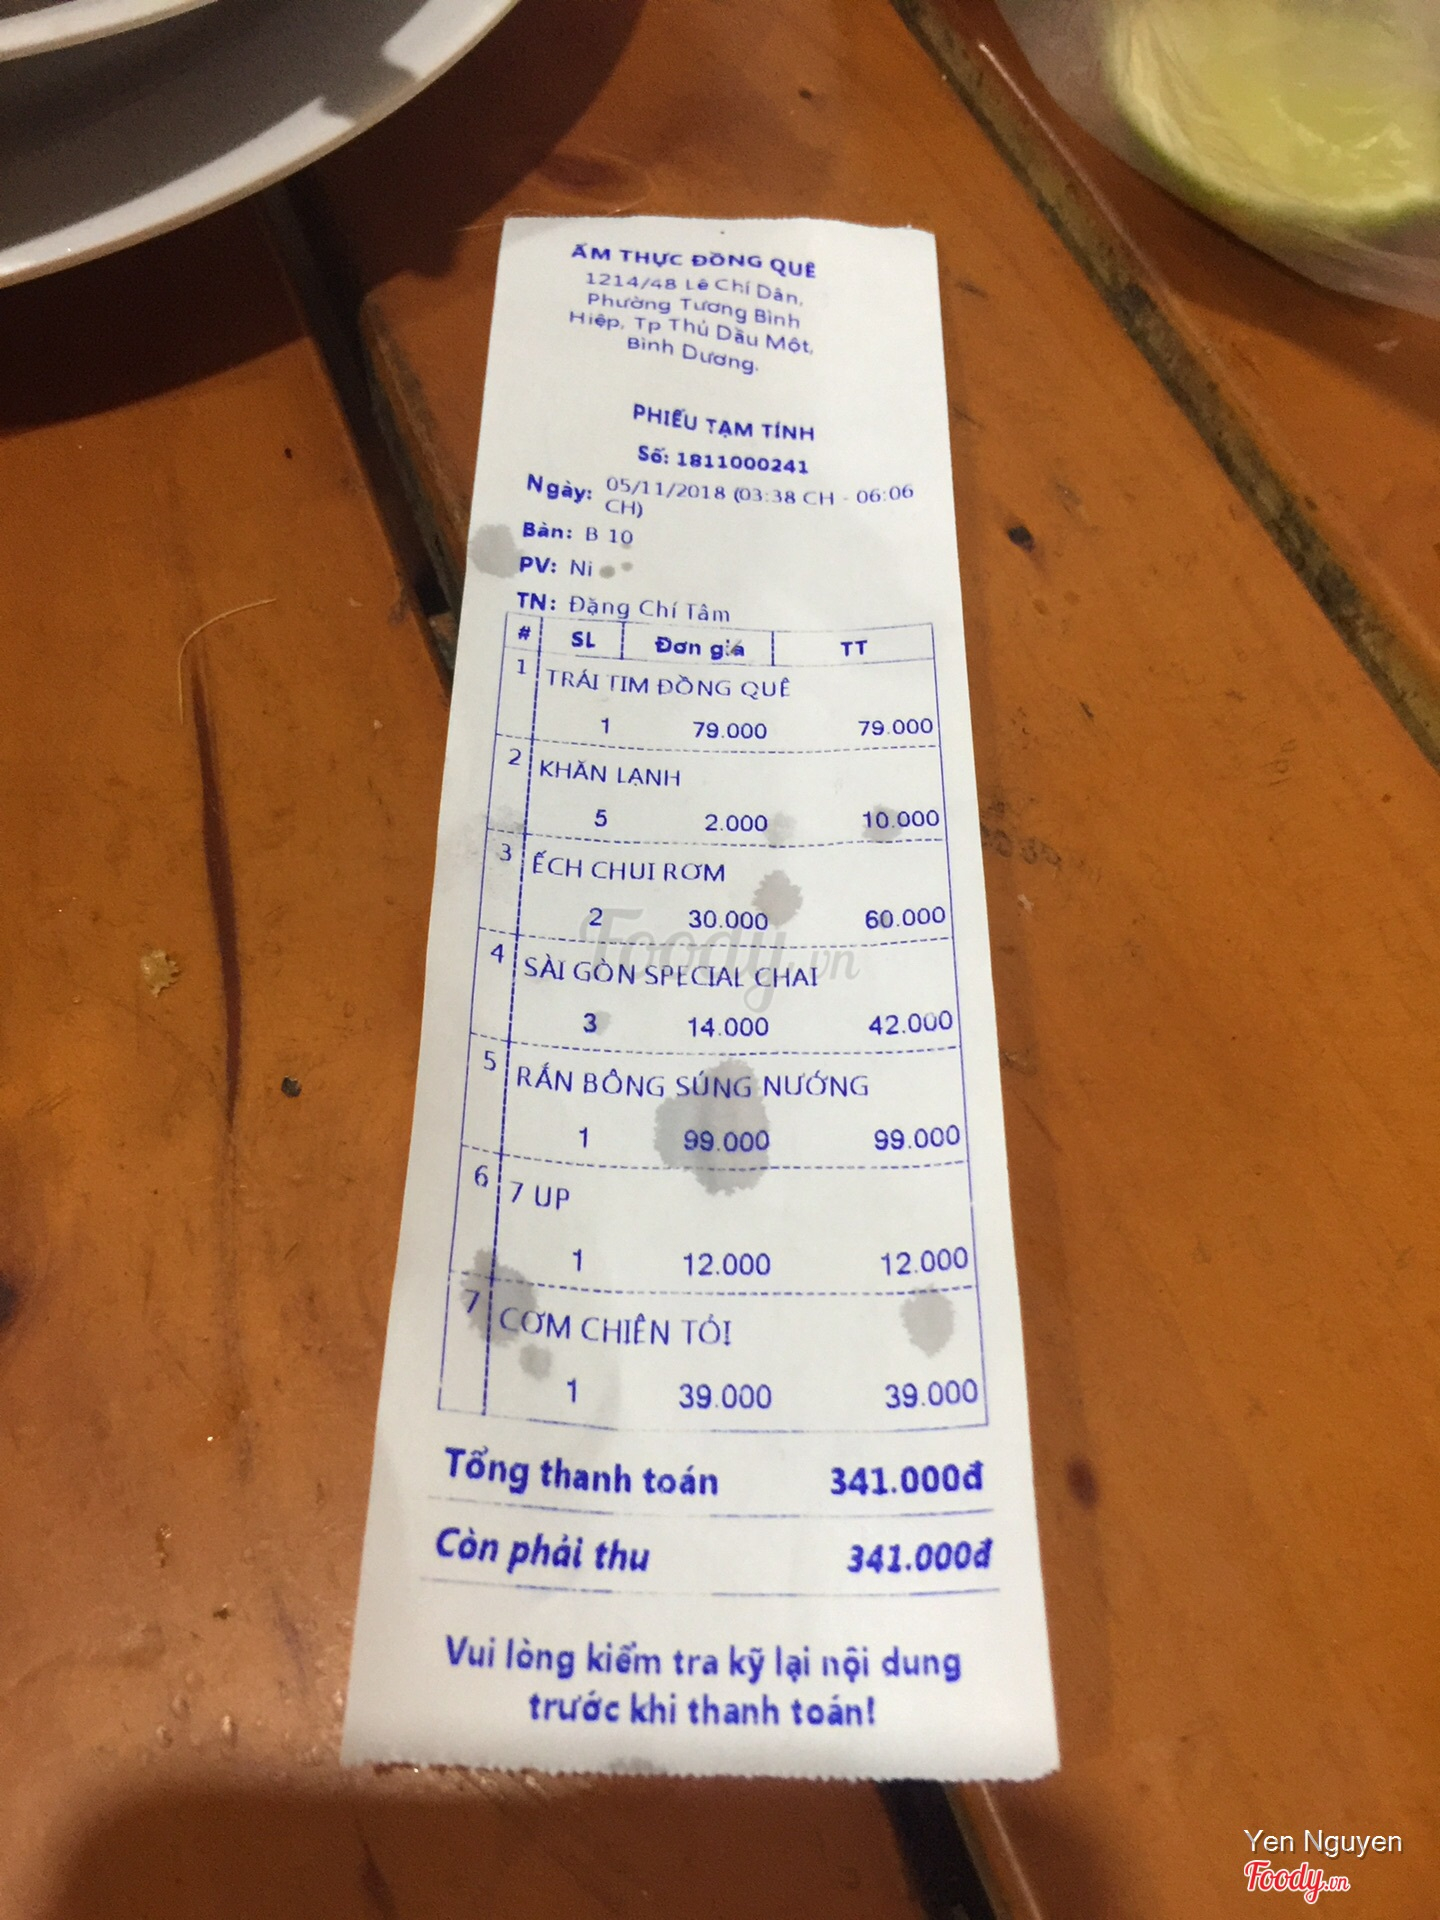 ẨM THỰC ĐỒNG QUÊ
1214/48 Lê Chí Dân,
Phường Tương Bình
Hiệp, Tp Thủ Dầu Một,
Bình Dương.
PHIẾU TẠM TÍNH
Số: 1811000241
Ngày: 05/11/2018 (03:38 CH - 06:06
CH)
Bàn: B 10
PV: Ni
TN: Đặng Chí Tâm
# SL Đơn giá TT
1 TRÁI TIM ĐỒNG QUÊ
1 79.000 79.000
2 KHĂN LẠNH
5 2.000 10.000
3 ẾCH CHUI RƠM
2 30.000 60.000
4 SÀI GÒN SPECIAL CHAI
3 14.000 42.000
5 RẮN BÔNG SÚNG NƯỚNG
1 99.000 99.000
6 7 UP
1 12.000 12.000
7 CƠM CHIÊN TỎI
1 39.000 39.000
Tổng thanh toán 341.000đ
Còn phải thu 341.000đ
Vui lòng kiểm tra kỹ lại nội dung
trước khi thanh toán!
Foody.vn
Yen Nguyen
Foody.vn